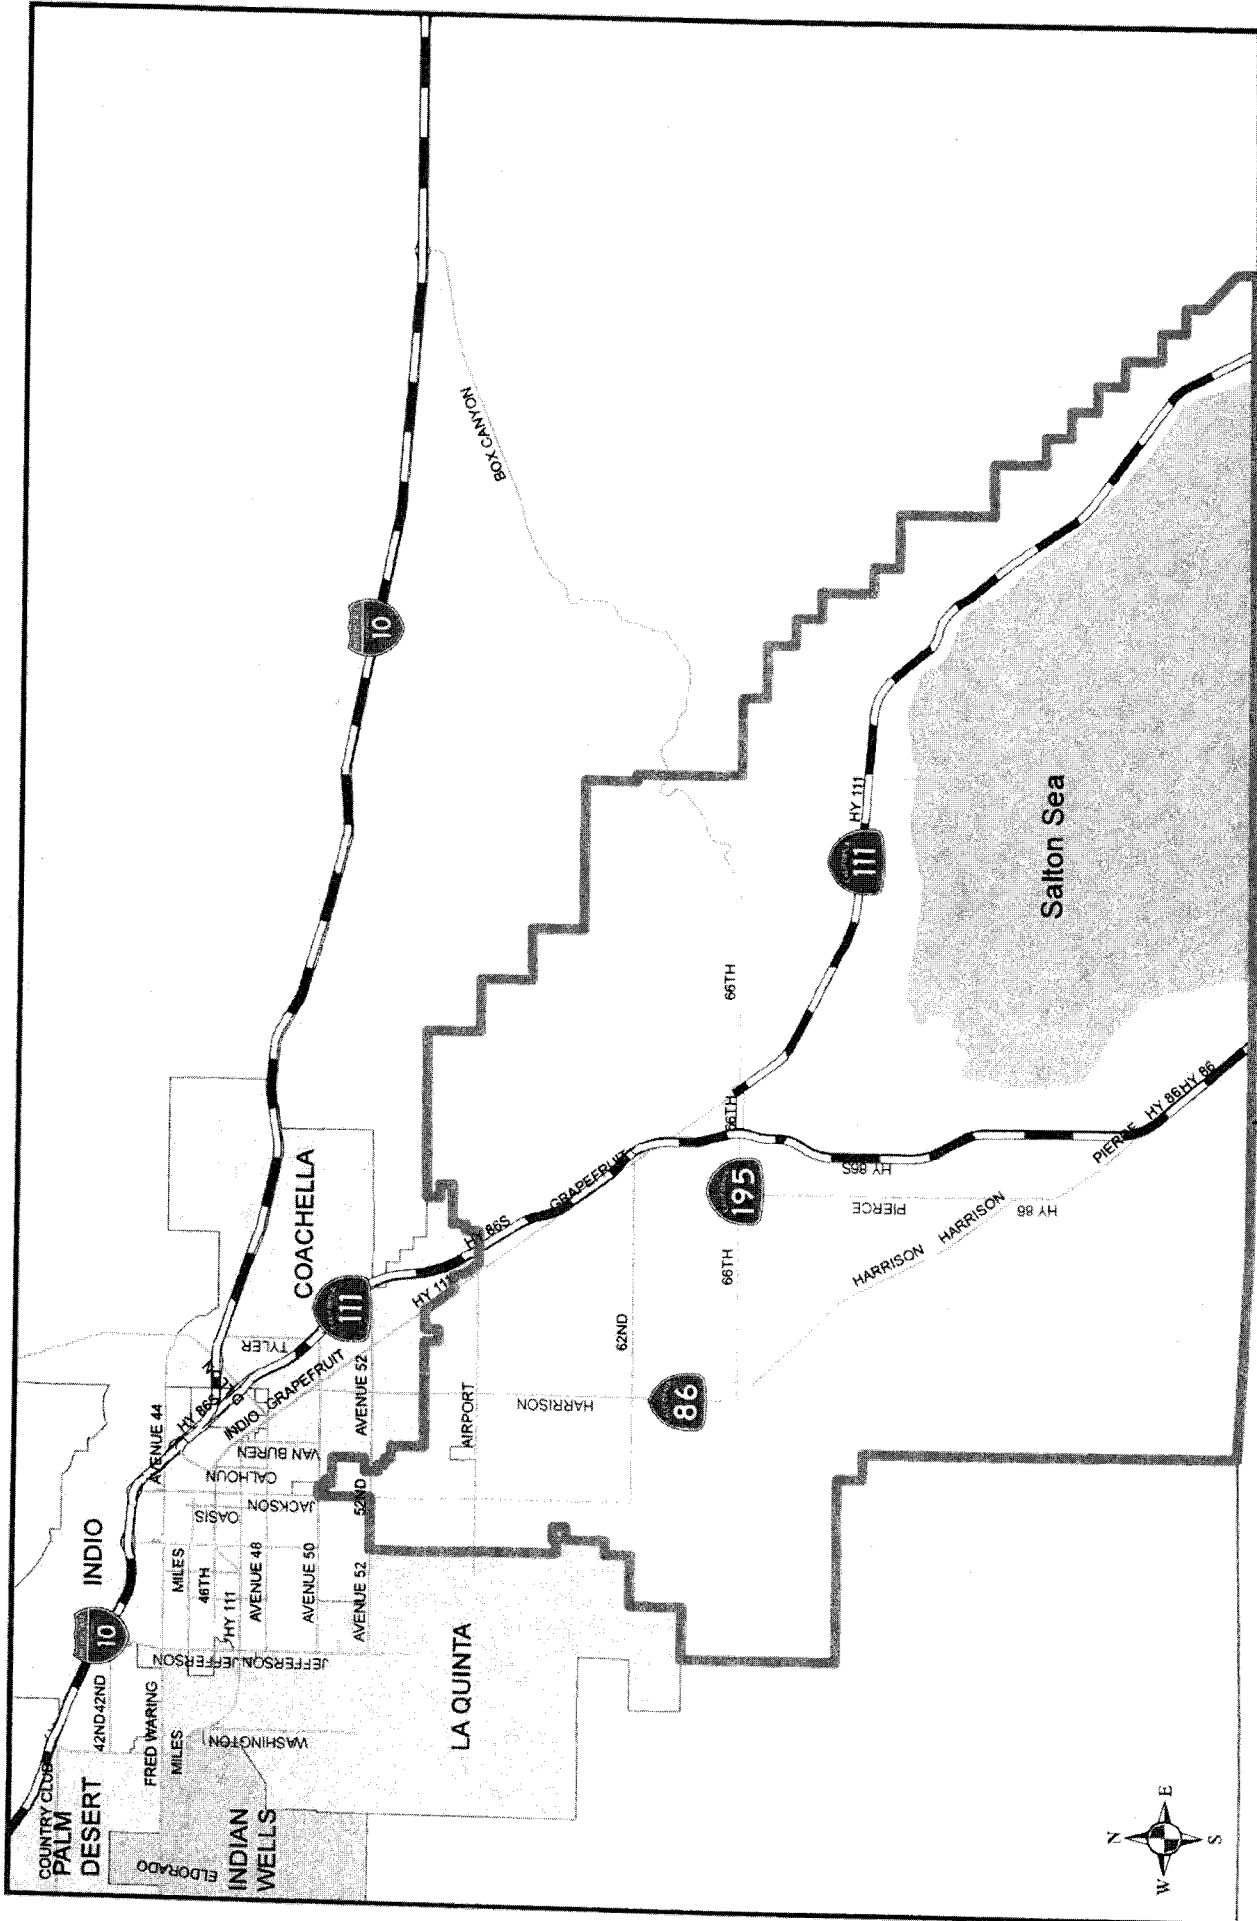 COUNTRY CLUB
PALM
DESERT
42ND
42ND
INDIO
10
10
FRED WARING
MILES
MILES
ELDORADO
INDIAN
WELLS
WASHINGTON
JEFFERSON
JEFFERSON
JEFFERSON
46TH
HY 111
AVENUE 48
AVENUE 50
AVENUE 52
AVENUE 44
HY 86S
OASIS
JACKSON
CALHOUN
VAN BUREN
INDIO
GRAPEFRUIT
TYLER
52ND
AVENUE 52
COACHELLA
111
HY 111
HY 86S
GRAPEFRUIT
LA QUINTA
AIRPORT
HARRISON
62ND
86
BOX CANYON
66TH
66TH
66TH
195
HY 86S
PIERCE
HARRISON
HARRISON
HY 86
PIERCE
HY 86
HY 86
HY 111
111
Salton Sea
N
W
E
S